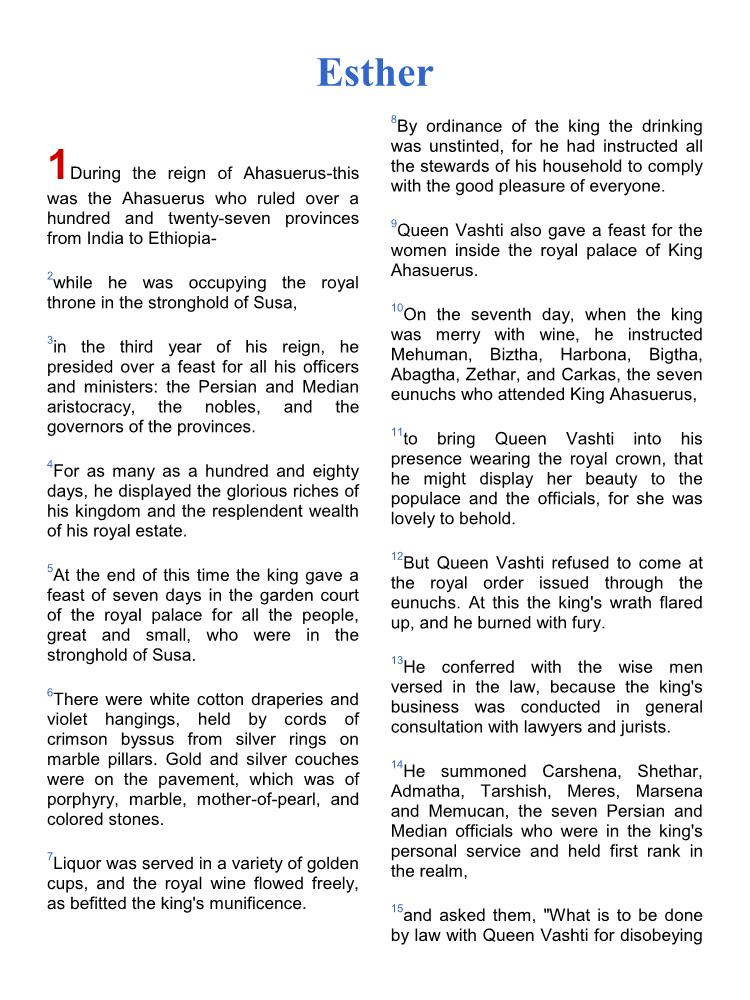 Esther
1During the reign of Ahasuerus-this
was the Ahasuerus who ruled over a
hundred and twenty-seven provinces
from India to Ethiopia-
2while he was occupying the royal
throne in the stronghold of Susa,
3in the third year of his reign, he
presided over a feast for all his officers
and ministers: the Persian and Median
aristocracy, the nobles, and the
governors of the provinces.
4For as many as a hundred and eighty
days, he displayed the glorious riches of
his kingdom and the resplendent wealth
of his royal estate.
5At the end of this time the king gave a
feast of seven days in the garden court
of the royal palace for all the people,
great and small, who were in the
stronghold of Susa.
6There were white cotton draperies and
violet hangings, held by cords of
crimson byssus from silver rings on
marble pillars. Gold and silver couches
were on the pavement, which was of
porphyry, marble, mother-of-pearl, and
colored stones.
7Liquor was served in a variety of golden
cups, and the royal wine flowed freely,
as befitted the king's munificence.
8By ordinance of the king the drinking
was unstinted, for he had instructed all
the stewards of his household to comply
with the good pleasure of everyone.
9Queen Vashti also gave a feast for the
women inside the royal palace of King
Ahasuerus.
10On the seventh day, when the king
was merry with wine, he instructed
Mehuman, Biztha, Harbona, Bigtha,
Abagtha, Zethar, and Carkas, the seven
eunuchs who attended King Ahasuerus,
11to bring Queen Vashti into his
presence wearing the royal crown, that
he might display her beauty to the
populace and the officials, for she was
lovely to behold.
12But Queen Vashti refused to come at
the royal order issued through the
eunuchs. At this the king's wrath flared
up, and he burned with fury.
13He conferred with the wise men
versed in the law, because the king's
business was conducted in general
consultation with lawyers and jurists.
14He summoned Carshena, Shethar,
Admatha, Tarshish, Meres, Marsena
and Memucan, the seven Persian and
Median officials who were in the king's
personal service and held first rank in
the realm,
15and asked them, "What is to be done
by law with Queen Vashti for disobeying